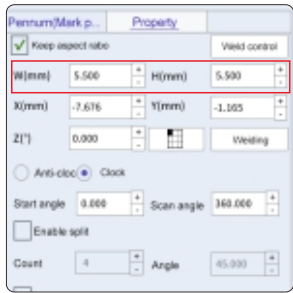 Pennum(Mark p... Property
Keep aspect ratio Weld control
W(mm) 5.500 H(mm) 5.500
X(mm) -7.676 Y(mm) -1.165
Z(°) 0.000 Welding
Anti-cloc Clock
Start angle 0.000 Scan angle 360.000
Enable split
Count 4 Angle 45.000